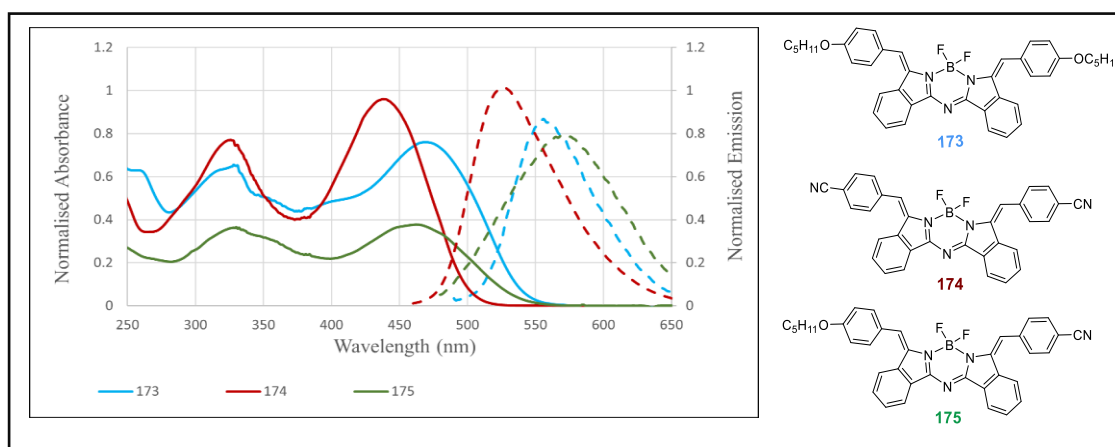 1.2
1
0.8
0.6
0.4
0.2
0
250
300
350
400
450
500
550
600
650
1.2
1
0.8
0.6
0.4
0.2
0
Normalised Absorbance
Normalised Emission
Wavelength (nm)
173
174
175
C5H11O
F
F
B
N
N
N
OC5H1
173
NC
F
F
B
N
N
N
CN
174
C5H11O
F
F
B
N
N
N
CN
175